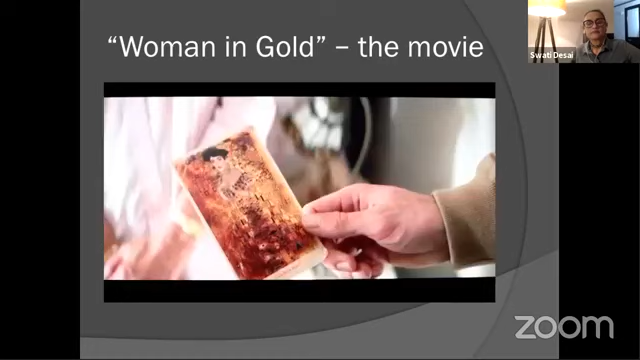 “Woman in Gold” – the movie
Swati Desai
zoom